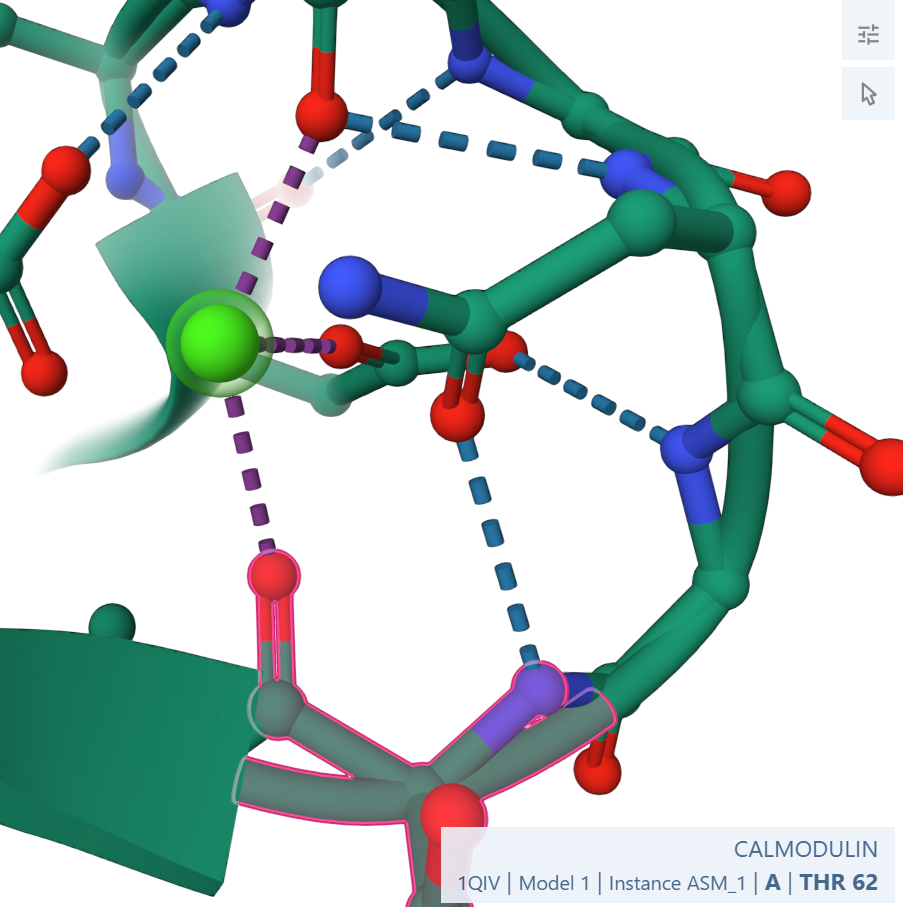 CALMODULIN
1QIV | Model 1 | Instance ASM_1 | A | THR 62